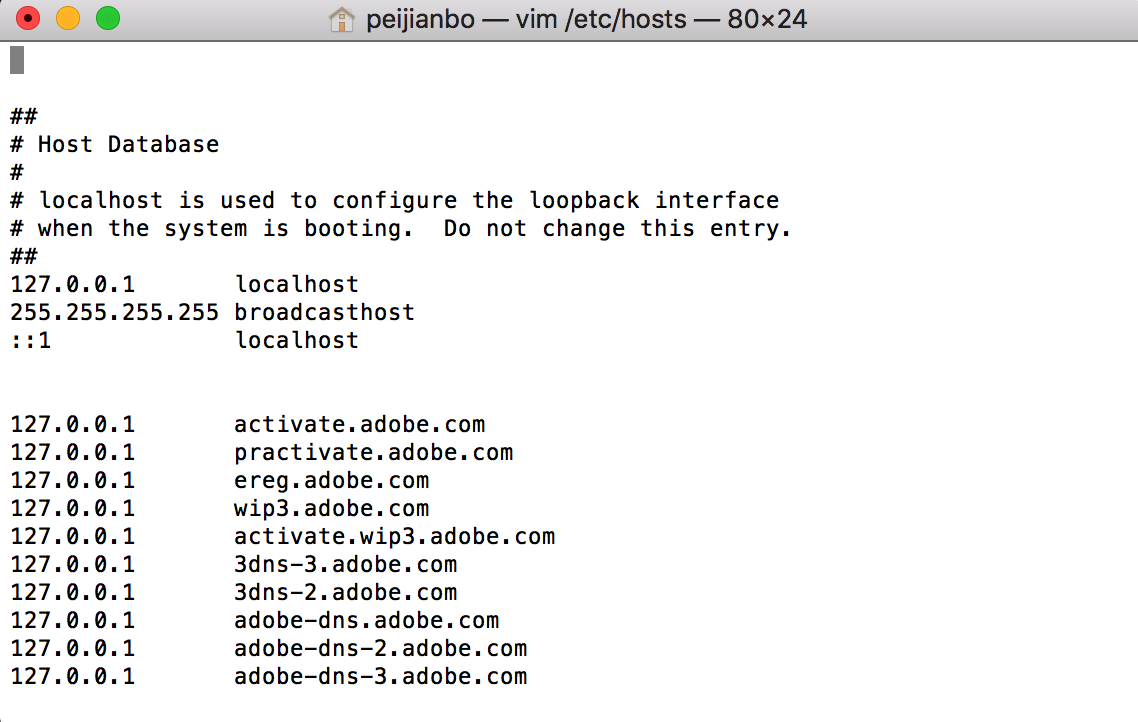 peijianbo — vim /etc/hosts — 80×24
##
# Host Database
#
# localhost is used to configure the loopback interface
# when the system is booting.  Do not change this entry.
##
127.0.0.1       localhost
255.255.255.255 broadcasthost
::1             localhost
127.0.0.1       activate.adobe.com
127.0.0.1       practivate.adobe.com
127.0.0.1       ereg.adobe.com
127.0.0.1       wip3.adobe.com
127.0.0.1       activate.wip3.adobe.com
127.0.0.1       3dns-3.adobe.com
127.0.0.1       3dns-2.adobe.com
127.0.0.1       adobe-dns.adobe.com
127.0.0.1       adobe-dns-2.adobe.com
127.0.0.1       adobe-dns-3.adobe.com